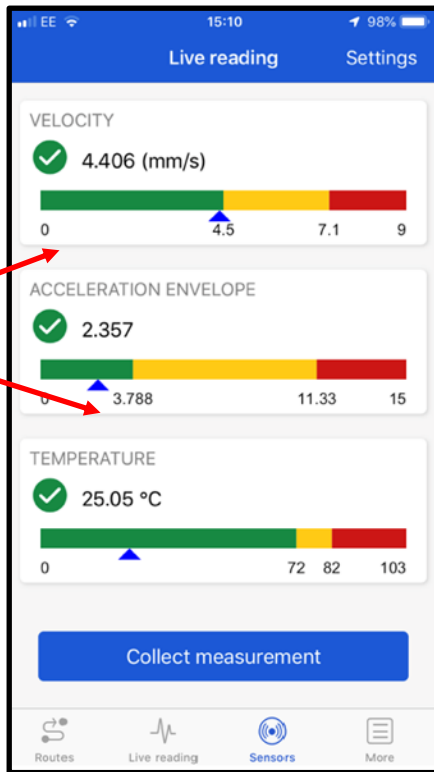 EE 15:10 98%
Live reading Settings
VELOCITY
4.406 (mm/s)
0 4.5 7.1 9
ACCELERATION ENVELOPE
2.357
0 3.788 11.33 15
TEMPERATURE
25.05 °C
0 72 82 103
Collect measurement
Routes Live reading Sensors More